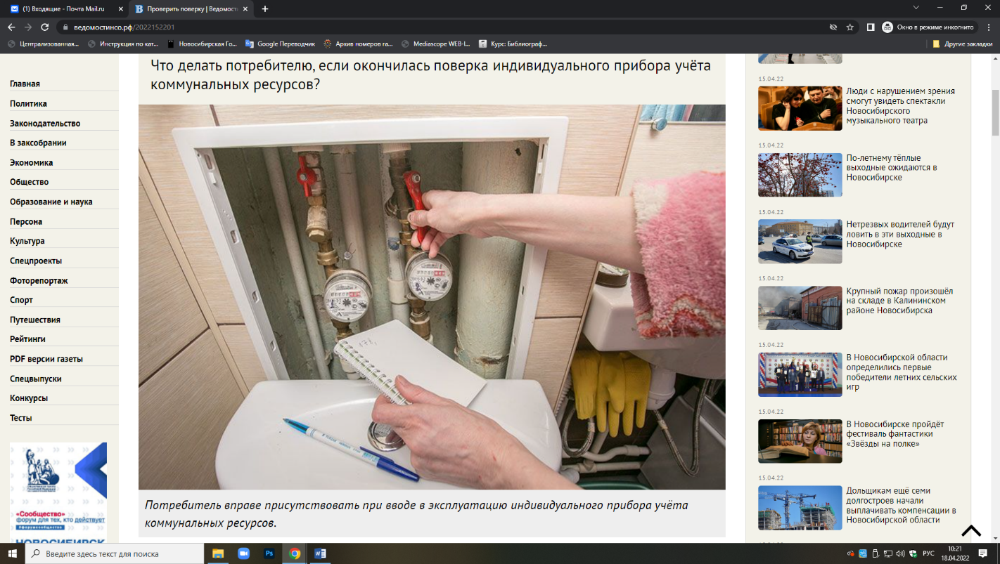 (1) Входящие - Почта Mail.ru
Проверить поверку | Ведомост
ведомостинсо.рф/2022152201
Окно в режиме инкогнито
Централизованная...
Инструкция по кат...
Новосибирская Го...
Google Переводчик
Архив номеров га...
Mediascope WEB-I...
Курс: Библиограф...
Другие закладки
Главная
Политика
Законодательство
В заксобрании
Экономика
Общество
Образование и наука
Персона
Культура
Спецпроекты
Фоторепортаж
Спорт
Путешествия
Рейтинги
PDF версии газеты
Спецвыпуски
Конкурсы
Тесты
«Сообщество»
форум для тех, кто действует
#форумсообщество
НОВОСИБИРСК
Что делать потребителю, если окончилась поверка индивидуального прибора учёта
коммунальных ресурсов?
Потребитель вправе присутствовать при вводе в эксплуатацию индивидуального прибора учёта
коммунальных ресурсов.
15.04.22
Люди с нарушением зрения
смогут увидеть спектакли
Новосибирского
музыкального театра
15.04.22
По-летнему тёплые
выходные ожидаются в
Новосибирске
15.04.22
Нетрезвых водителей будут
ловить в эти выходные в
Новосибирске
15.04.22
Крупный пожар произошёл
на складе в Калининском
районе Новосибирска
15.04.22
В Новосибирской области
определились первые
победители летних сельских
игр
15.04.22
В Новосибирске пройдёт
фестиваль фантастики
«Звёзды на полке»
15.04.22
Дольщикам ещё семи
долгостроев начали
выплачивать компенсации в
Новосибирской области
Введите здесь текст для поиска
РУС
10:21
18.04.2022